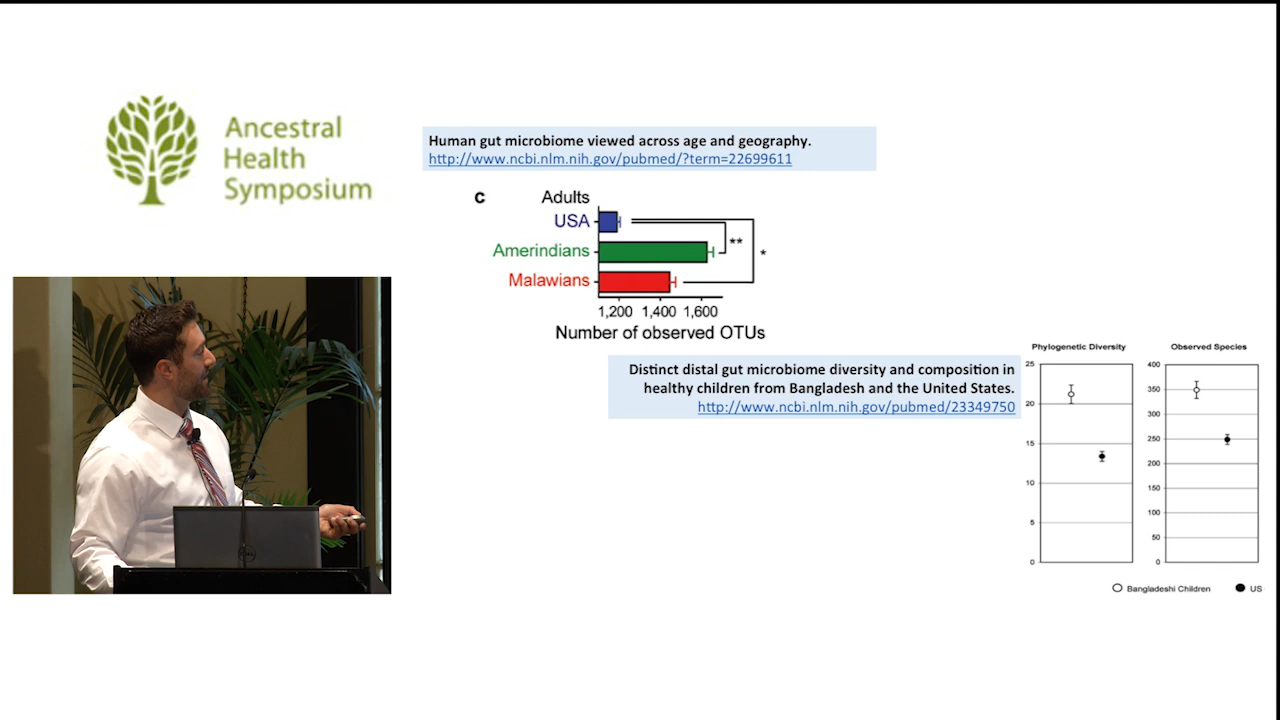 Ancestral
Health
Symposium
Human gut microbiome viewed across age and geography.
http://www.ncbi.nlm.nih.gov/pubmed/?term=22699611
c
Adults
USA
Amerindians
Malawians
**
*
1,200 1,400 1,600
Number of observed OTUs
Distinct distal gut microbiome diversity and composition in
healthy children from Bangladesh and the United States.
http://www.ncbi.nlm.nih.gov/pubmed/23349750
Phylogenetic Diversity
25
20
15
10
5
0
Observed Species
400
350
300
250
200
150
100
50
0
Bangladeshi Children
US